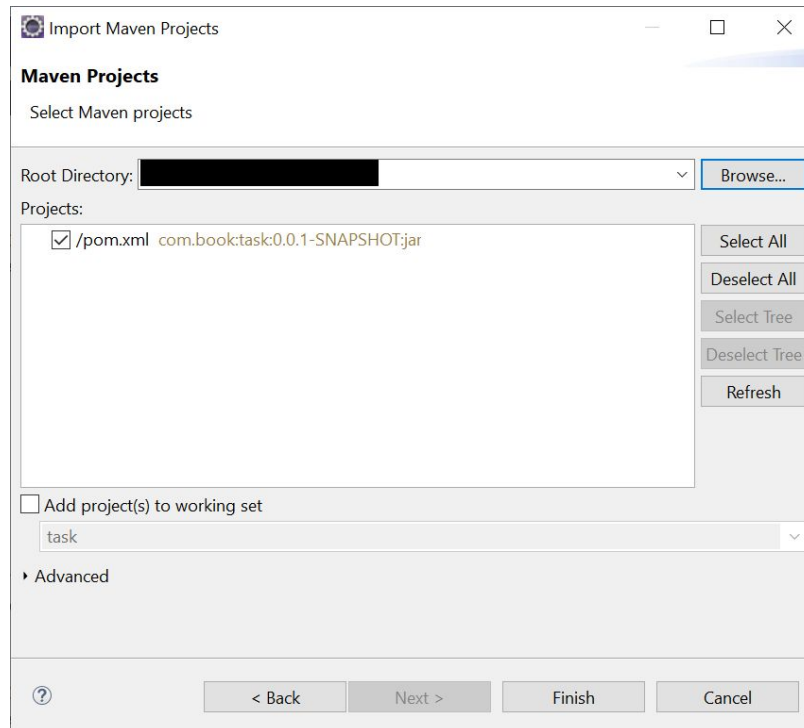 Import Maven Projects
Maven Projects
Select Maven projects
Root Directory:
Browse...
Projects:
/pom.xml com.book:task:0.0.1-SNAPSHOT:jar
Select All
Deselect All
Select Tree
Deselect Tree
Refresh
Add project(s) to working set
task
Advanced
? < Back Next > Finish Cancel